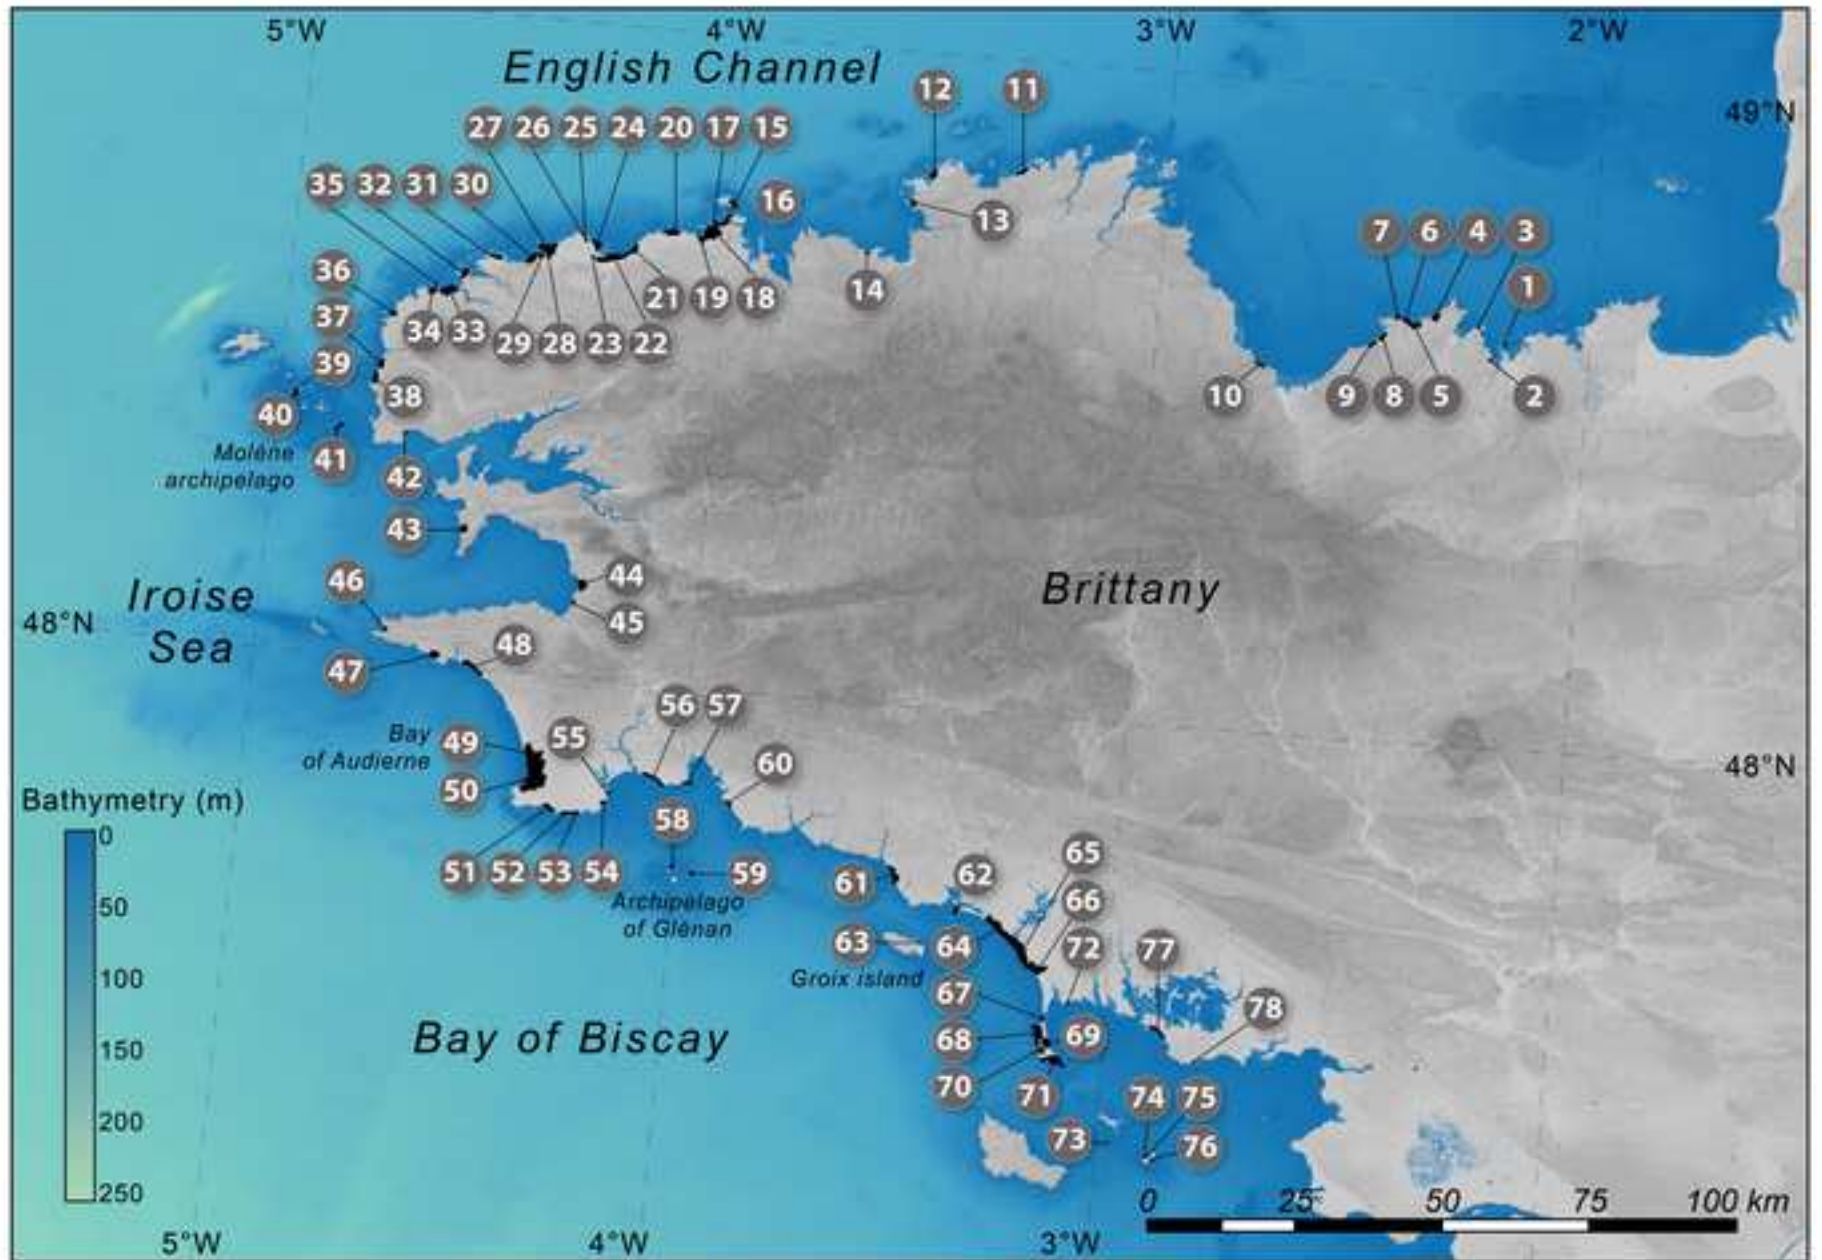 5°W 4°W 3°W 2°W
English Channel
12 11
49°N
27 26 25 24 20 17 15
35 32 31 30
16
13
7 6 4 3
36
1
21 19 18 14
37
34 33 29 28 23 22
39
38
10 9 8 5 2
40
Molène
archipelago
41
42
43
44
46
Iroise
Sea
48°N
45
Brittany
48
47
56 57
Bay
of Audierne
49
55
60
48°N
50
Bathymetry (m)
58
0
50
100
150
200
250
51 52 53 54
59
Archipelago
of Glénan
61
62
65
66
63
64
72
77
Groix island
67
78
Bay of Biscay
68
69
70
71
74 75
73
76
0 25 50 75 100 km
5°W 4°W 3°W